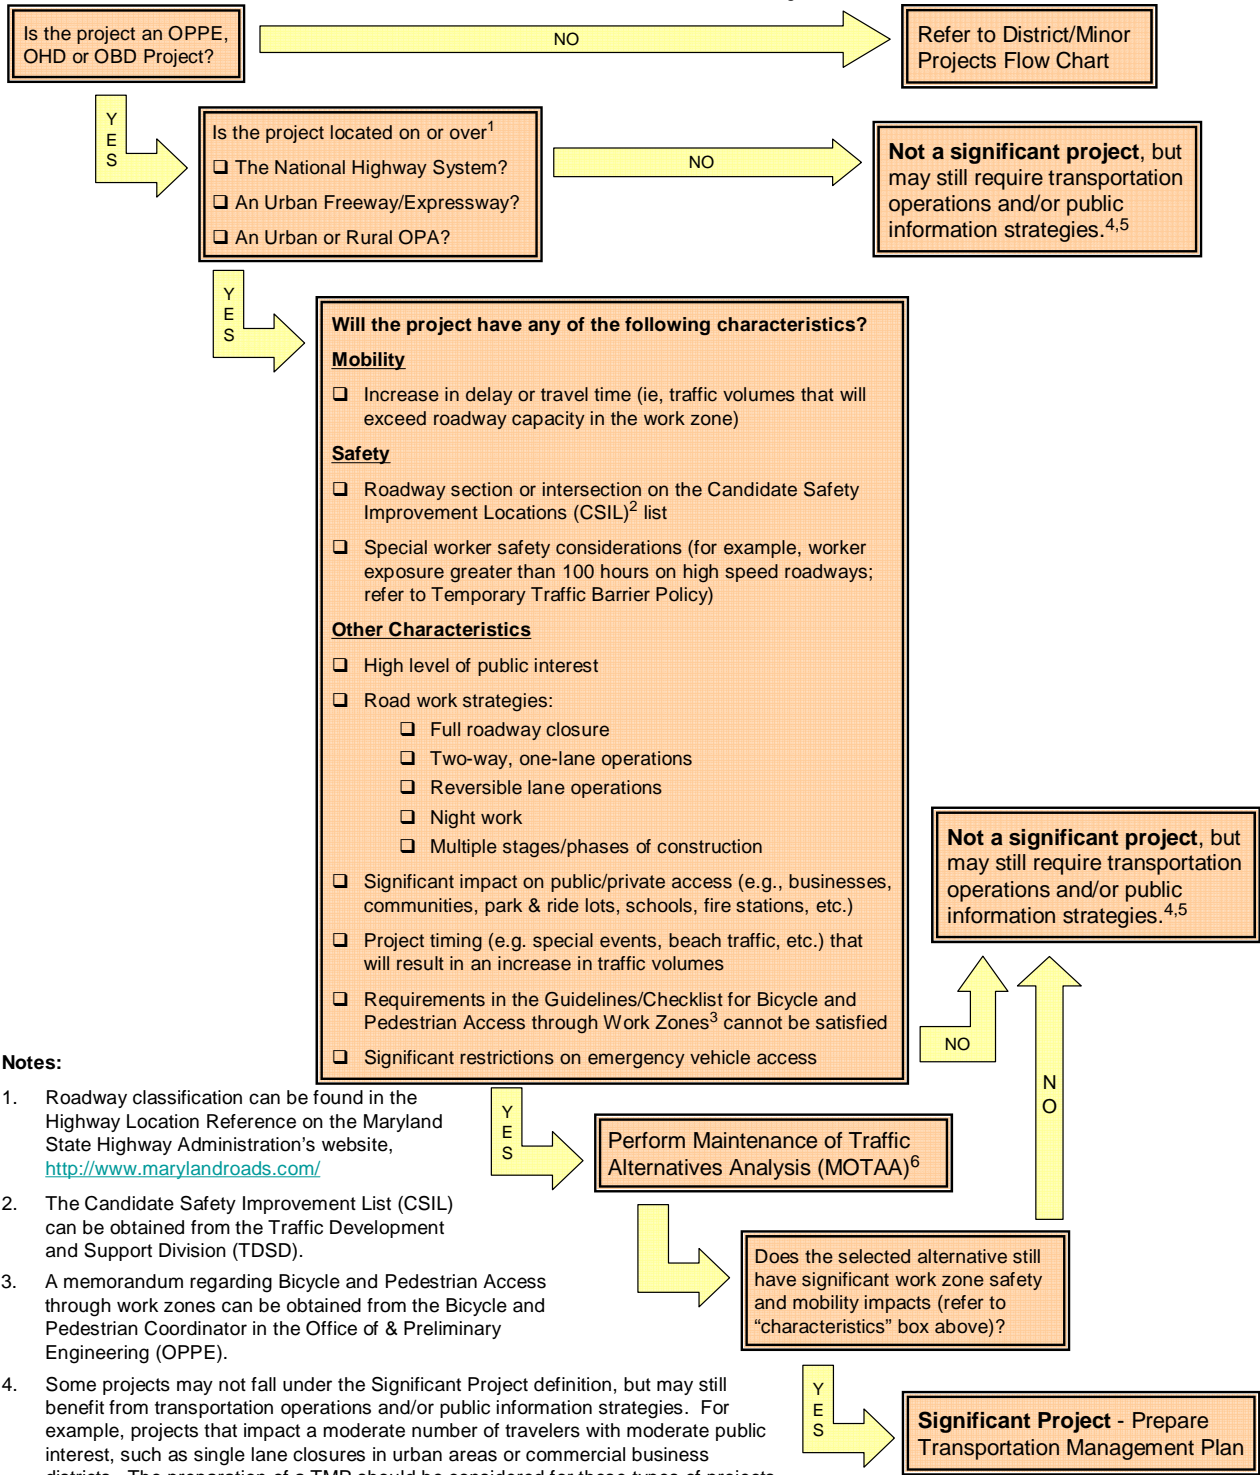 Is the project an OPPE,
OHD or OBD Project?
NO
Refer to District/Minor
Projects Flow Chart
YES
Is the project located on or over1
❑ The National Highway System?
❑ An Urban Freeway/Expressway?
❑ An Urban or Rural OPA?
NO
Not a significant project, but
may still require transportation
operations and/or public
information strategies.4,5
YES
Will the project have any of the following characteristics?
Mobility
❑ Increase in delay or travel time (ie, traffic volumes that will
exceed roadway capacity in the work zone)
Safety
❑ Roadway section or intersection on the Candidate Safety
Improvement Locations (CSIL)2 list
❑ Special worker safety considerations (for example, worker
exposure greater than 100 hours on high speed roadways;
refer to Temporary Traffic Barrier Policy)
Other Characteristics
❑ High level of public interest
❑ Road work strategies:
❑ Full roadway closure
❑ Two-way, one-lane operations
❑ Reversible lane operations
❑ Night work
❑ Multiple stages/phases of construction
❑ Significant impact on public/private access (e.g., businesses,
communities, park & ride lots, schools, fire stations, etc.)
❑ Project timing (e.g. special events, beach traffic, etc.) that
will result in an increase in traffic volumes
❑ Requirements in the Guidelines/Checklist for Bicycle and
Pedestrian Access through Work Zones3 cannot be satisfied
❑ Significant restrictions on emergency vehicle access
NO
Not a significant project, but
may still require transportation
operations and/or public
information strategies.4,5
NO
YES
Perform Maintenance of Traffic
Alternatives Analysis (MOTAA)6
Does the selected alternative still
have significant work zone safety
and mobility impacts (refer to
“characteristics” box above)?
YES
Significant Project - Prepare
Transportation Management Plan
Notes:
1. Roadway classification can be found in the
Highway Location Reference on the Maryland
State Highway Administration’s website,
http://www.marylandroads.com/
2. The Candidate Safety Improvement List (CSIL)
can be obtained from the Traffic Development
and Support Division (TDSD).
3. A memorandum regarding Bicycle and Pedestrian Access
through work zones can be obtained from the Bicycle and
Pedestrian Coordinator in the Office of & Preliminary
Engineering (OPPE).
4. Some projects may not fall under the Significant Project definition, but may still
benefit from transportation operations and/or public information strategies. For
example, projects that impact a moderate number of travelers with moderate public
interest, such as single lane closures in urban areas or commercial business
districts. The preparation of a TMP should be considered for these types of projects